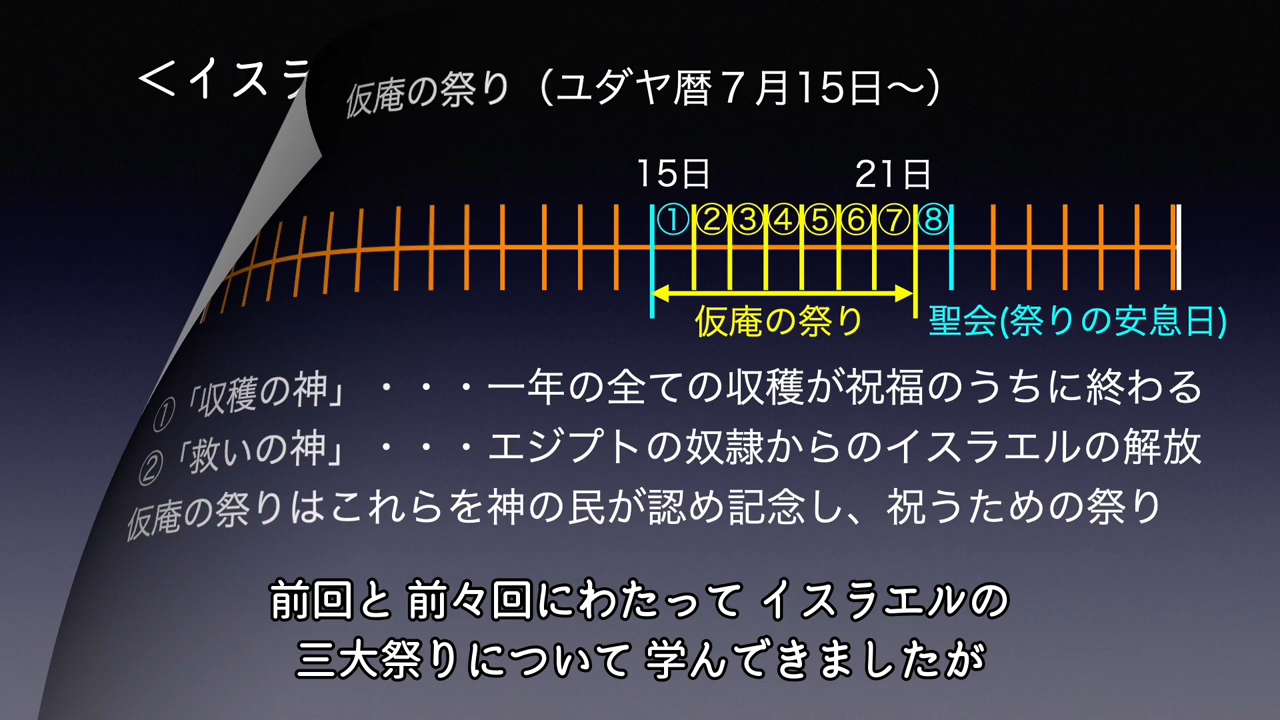 ＜イスラ
仮庵の祭り（ユダヤ暦７月15日～）
15日 21日
①②③④⑤⑥⑦⑧
仮庵の祭り 聖会(祭りの安息日)
①「収穫の神」・・・一年の全ての収穫が祝福のうちに終わる
②「救いの神」・・・エジプトの奴隷からのイスラエルの解放
仮庵の祭りはこれらを神の民が認め記念し、祝うための祭り
前回と 前々回にわたって イスラエルの
三大祭りについて 学んできましたが